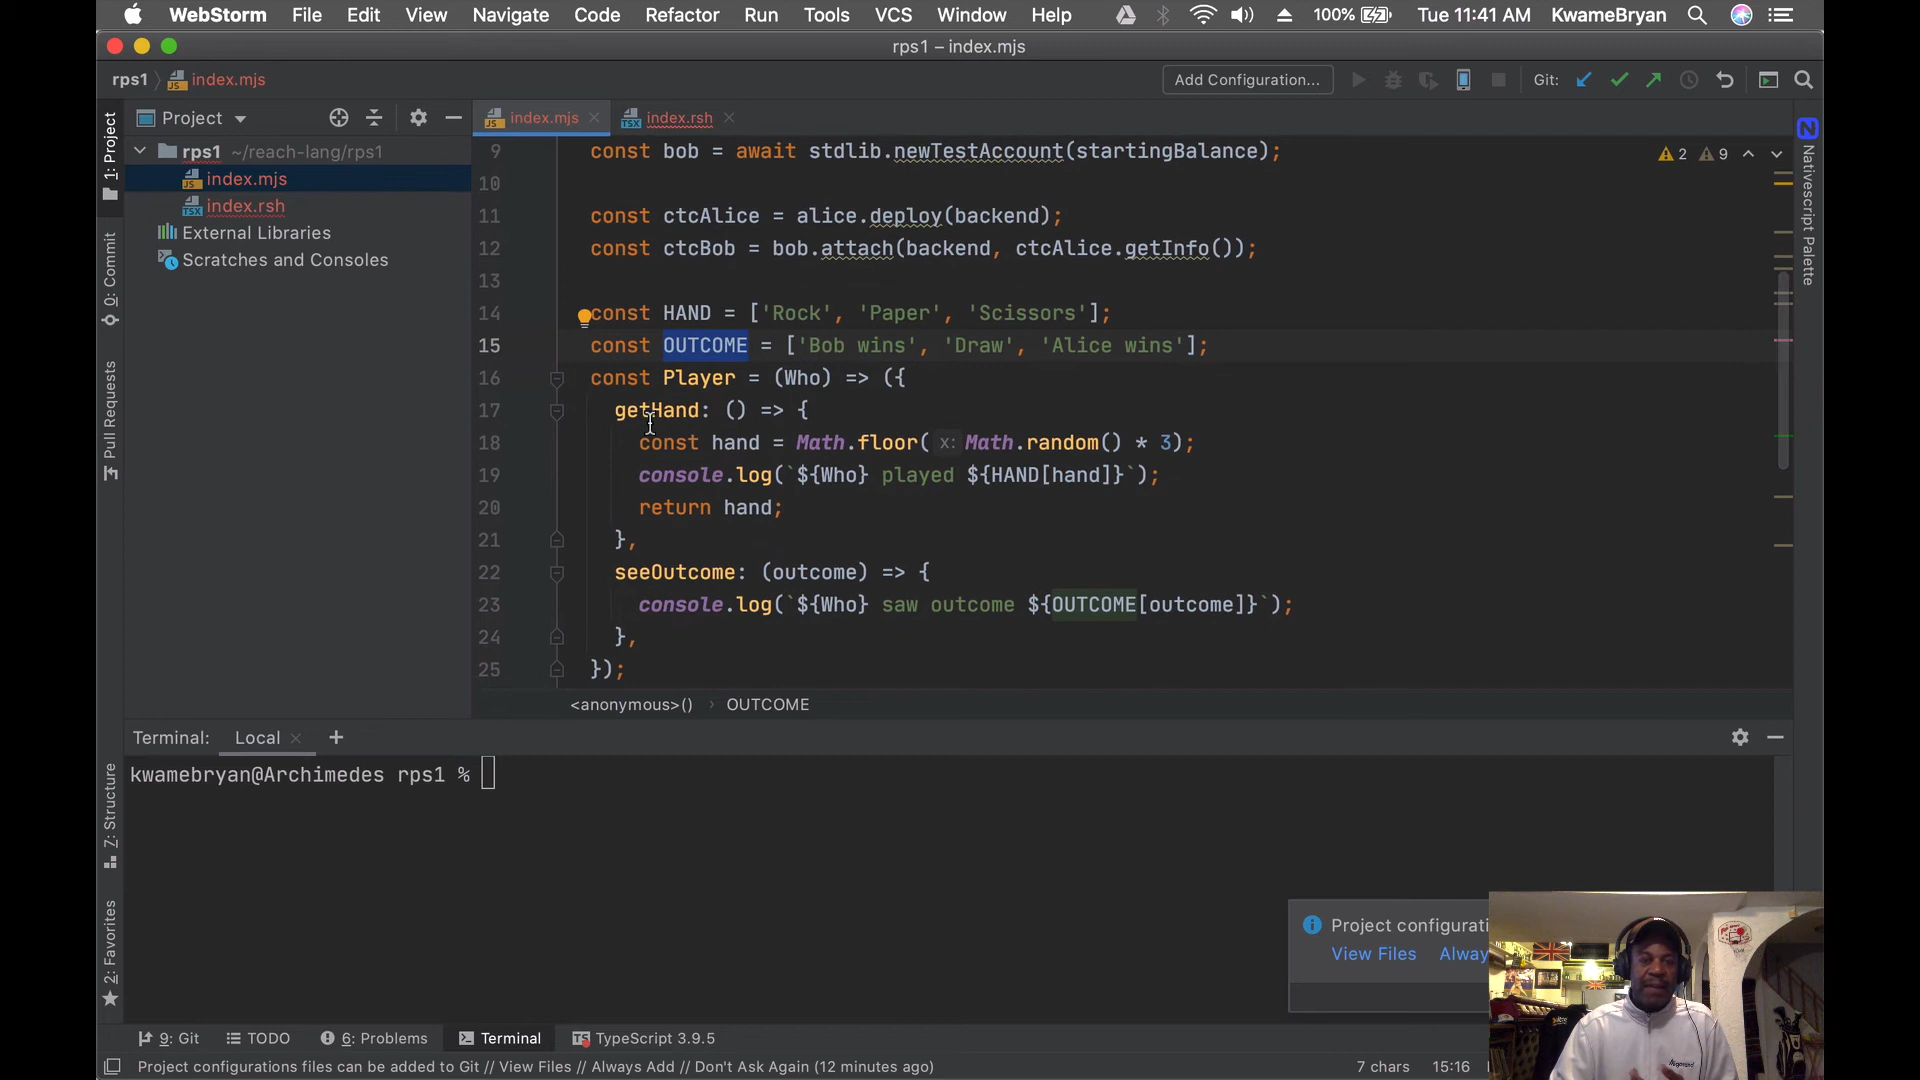 WebStorm File Edit View Navigate Code Refactor Run Tools VCS Window Help 100% Tue 11:41 AM KwameBryan
rps1 – index.mjs
rps1 index.mjs Add Configuration... Git:
Project index.mjs index.rsh
rps1 ~/reach-lang/rps1
index.mjs
index.rsh
External Libraries
Scratches and Consoles
1: Project
0: Commit
Pull Requests
7: Structure
2: Favorites
9 const bob = await stdlib.newTestAccount(startingBalance);
10
11 const ctcAlice = alice.deploy(backend);
12 const ctcBob = bob.attach(backend, ctcAlice.getInfo());
13
14 const HAND = ['Rock', 'Paper', 'Scissors'];
15 const OUTCOME = ['Bob wins', 'Draw', 'Alice wins'];
16 const Player = (Who) => ({
17 getHand: () => {
18 const hand = Math.floor( x: Math.random() * 3);
19 console.log(`${Who} played ${HAND[hand]}`);
20 return hand;
21 },
22 seeOutcome: (outcome) => {
23 console.log(`${Who} saw outcome ${OUTCOME[outcome]}`);
24 },
25 });
2 9
Nativescript Palette
<anonymous>() OUTCOME
Terminal: Local
kwamebryan@Archimedes rps1 %
Project configurati
View Files Alway
9: Git TODO 6: Problems Terminal TypeScript 3.9.5
Project configurations files can be added to Git // View Files // Always Add // Don't Ask Again (12 minutes ago) 7 chars 15:16